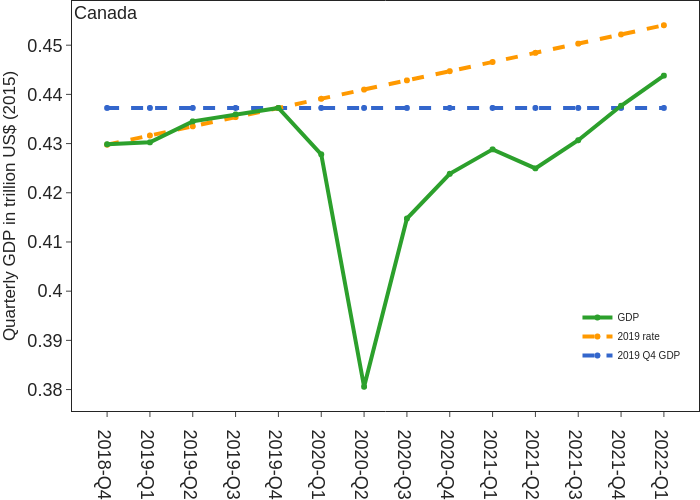 Canada
Quarterly GDP in trillion US$ (2015)
0.45
0.44
0.43
0.42
0.41
0.4
0.39
0.38
GDP
2019 rate
2019 Q4 GDP
2018-Q4
2019-Q1
2019-Q2
2019-Q3
2019-Q4
2020-Q1
2020-Q2
2020-Q3
2020-Q4
2021-Q1
2021-Q2
2021-Q3
2021-Q4
2022-Q1